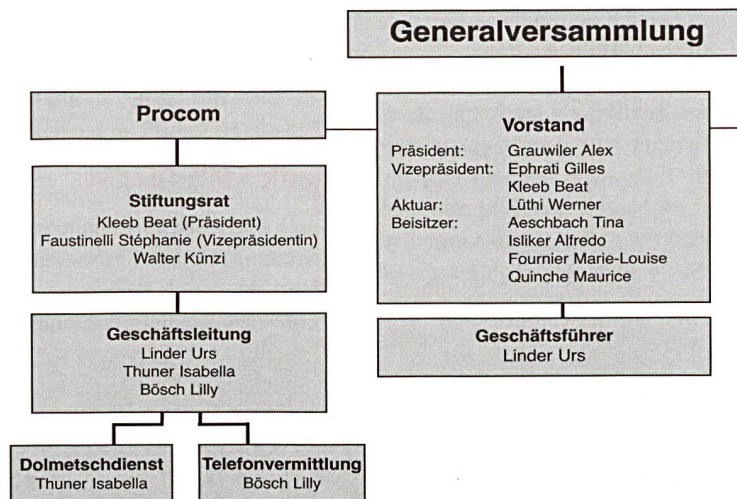 Generalversammlung
Procom
Stiftungsrat
Kleeb Beat (Präsident)
Faustinelli Stéphanie (Vizepräsidentin)
Walter Künzi
Geschäftsleitung
Linder Urs
Thuner Isabella
Bösch Lilly
Dolmetschdienst
Thuner Isabella
Telefonvermittlung
Bösch Lilly
Vorstand
Präsident: Grauwiler Alex
Vizepräsident: Ephrati Gilles
Kleeb Beat
Aktuar: Lüthi Werner
Beisitzer: Aeschbach Tina
Isliker Alfredo
Fournier Marie-Louise
Quinche Maurice
Geschäftsführer
Linder Urs